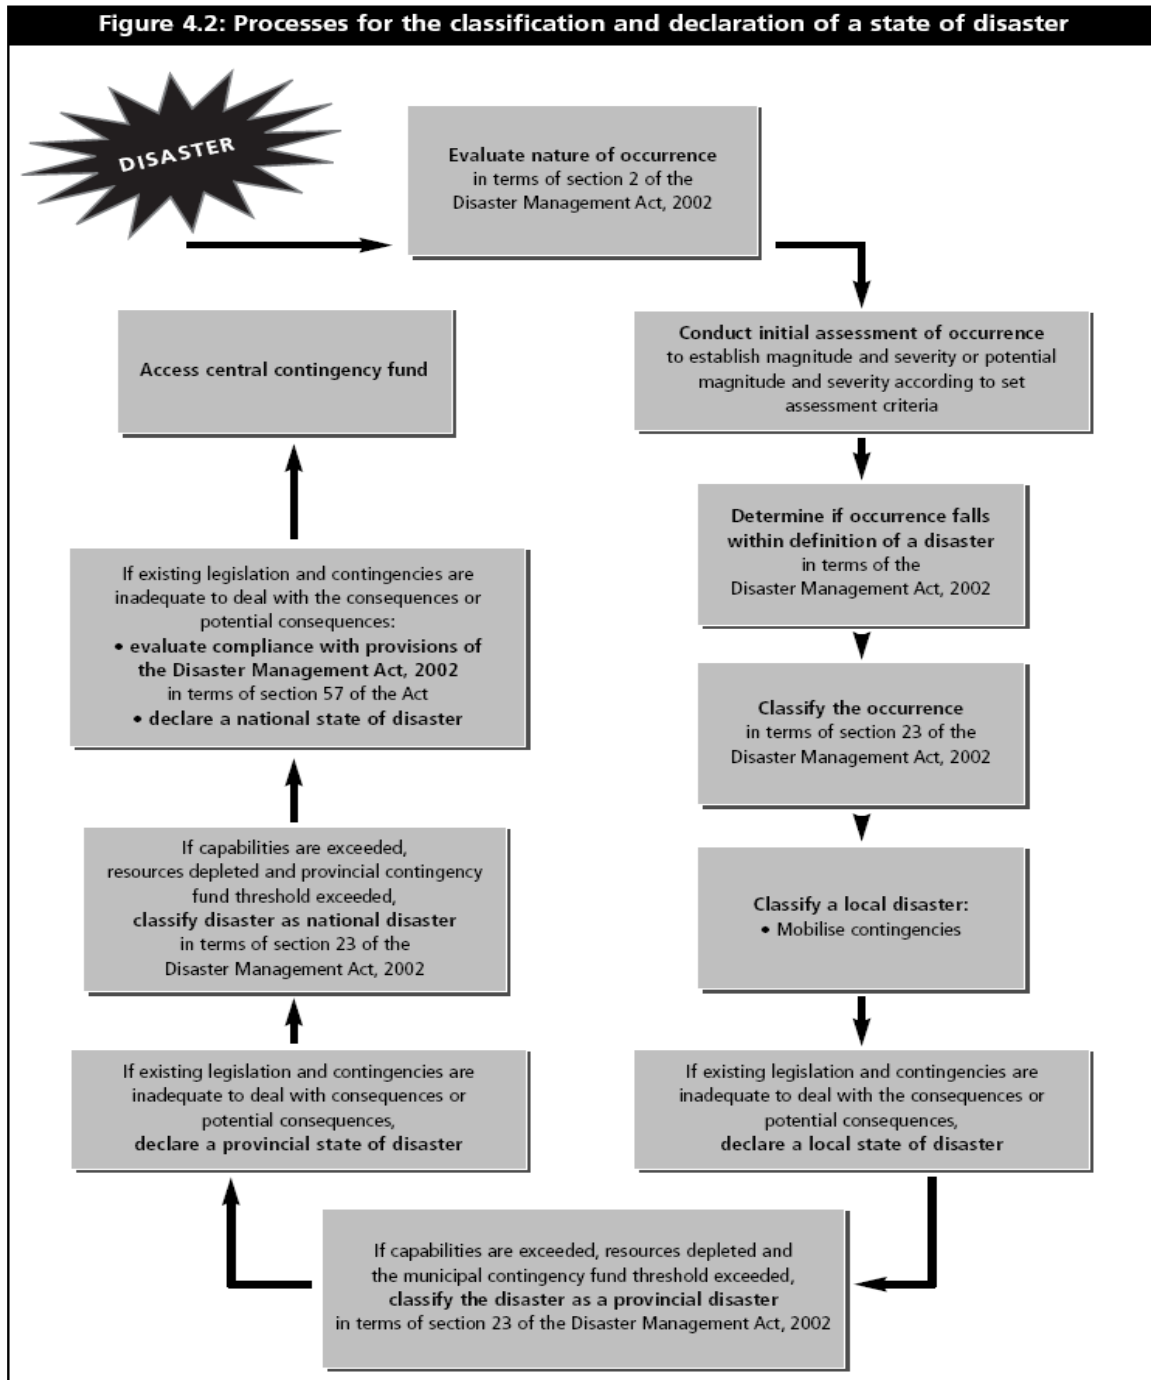 Figure 4.2: Processes for the classification and declaration of a state of disaster
DISASTER
Evaluate nature of occurrence
in terms of section 2 of the
Disaster Management Act, 2002
Conduct initial assessment of occurrence
to establish magnitude and severity or potential
magnitude and severity according to set
assessment criteria
Determine if occurrence falls
within definition of a disaster
in terms of the
Disaster Management Act, 2002
Classify the occurrence
in terms of section 23 of the
Disaster Management Act, 2002
Classify a local disaster:
• Mobilise contingencies
If existing legislation and contingencies are
inadequate to deal with the consequences or
potential consequences,
declare a local state of disaster
If capabilities are exceeded, resources depleted and
the municipal contingency fund threshold exceeded,
classify the disaster as a provincial disaster
in terms of section 23 of the Disaster Management Act, 2002
If existing legislation and contingencies are
inadequate to deal with consequences or
potential consequences,
declare a provincial state of disaster
If capabilities are exceeded,
resources depleted and provincial contingency
fund threshold exceeded,
classify disaster as national disaster
in terms of section 23 of the
Disaster Management Act, 2002
If existing legislation and contingencies are
inadequate to deal with the consequences or
potential consequences:
• evaluate compliance with provisions of
the Disaster Management Act, 2002
in terms of section 57 of the Act
• declare a national state of disaster
Access central contingency fund